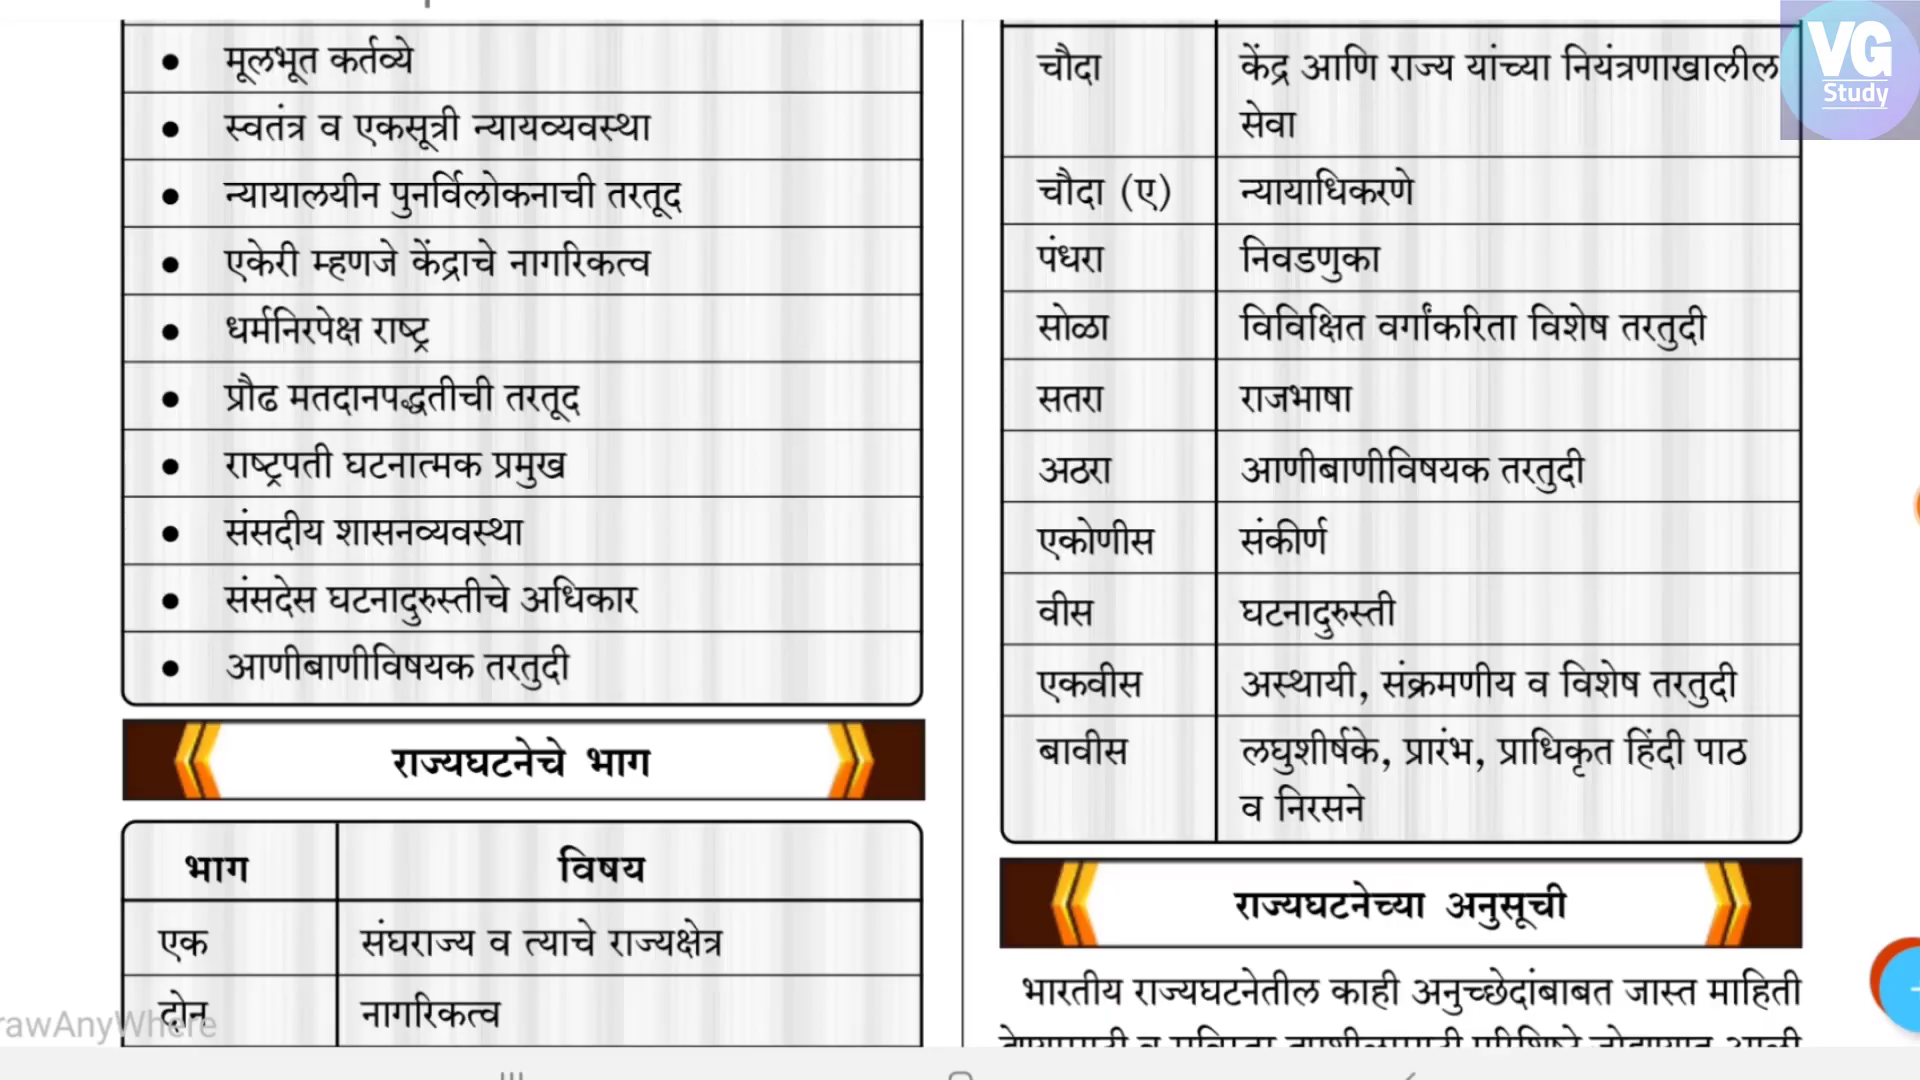 मूलभूत कर्तव्ये
स्वतंत्र व एकसूत्री न्यायव्यवस्था
न्यायालयीन पुनर्विलोकनाची तरतूद
एकेरी म्हणजे केंद्राचे नागरिकत्व
धर्मनिरपेक्ष राष्ट्र
प्रौढ मतदानपद्धतीची तरतूद
राष्ट्रपती घटनात्मक प्रमुख
संसदीय शासनव्यवस्था
संसदेस घटनादुरुस्तीचे अधिकार
आणीबाणीविषयक तरतुदी
राज्यघटनेचे भाग
भाग विषय
एक संघराज्य व त्याचे राज्यक्षेत्र
दोन नागरिकत्व
rawAnyWhere
चौदा केंद्र आणि राज्य यांच्या नियंत्रणाखालील
सेवा
चौदा (ए) न्यायाधिकरणे
पंधरा निवडणुका
सोळा विविक्षित वर्गांकरिता विशेष तरतुदी
सतरा राजभाषा
अठरा आणीबाणीविषयक तरतुदी
एकोणीस संकीर्ण
वीस घटनादुरुस्ती
एकवीस अस्थायी, संक्रमणीय व विशेष तरतुदी
बावीस लघुशीर्षके, प्रारंभ, प्राधिकृत हिंदी पाठ
व निरसने
राज्यघटनेच्या अनुसूची
भारतीय राज्यघटनेतील काही अनुच्छेदांबाबत जास्त माहिती
VG
Study